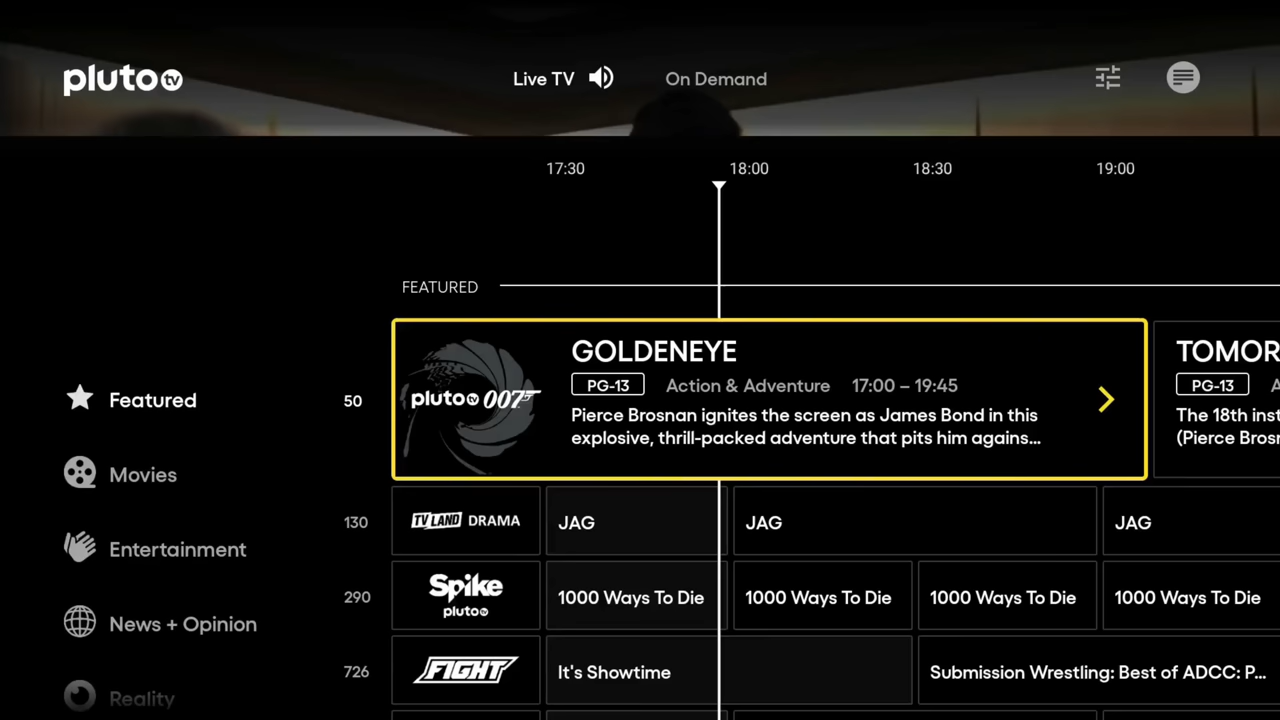 pluto tv
Live TV
On Demand
17:30
18:00
18:30
19:00
FEATURED
Featured
50
pluto tv 007
GOLDENEYE
PG-13 Action & Adventure 17:00 – 19:45
Pierce Brosnan ignites the screen as James Bond in this
explosive, thrill-packed adventure that pits him agains...
TOMOR
PG-13 A
The 18th inst
(Pierce Brosn
Movies
130
TV LAND DRAMA
JAG
JAG
JAG
Entertainment
290
Spike
pluto tv
1000 Ways To Die
1000 Ways To Die
1000 Ways To Die
1000 Ways To Die
News + Opinion
726
FIGHT
It's Showtime
Submission Wrestling: Best of ADCC: P...
Reality